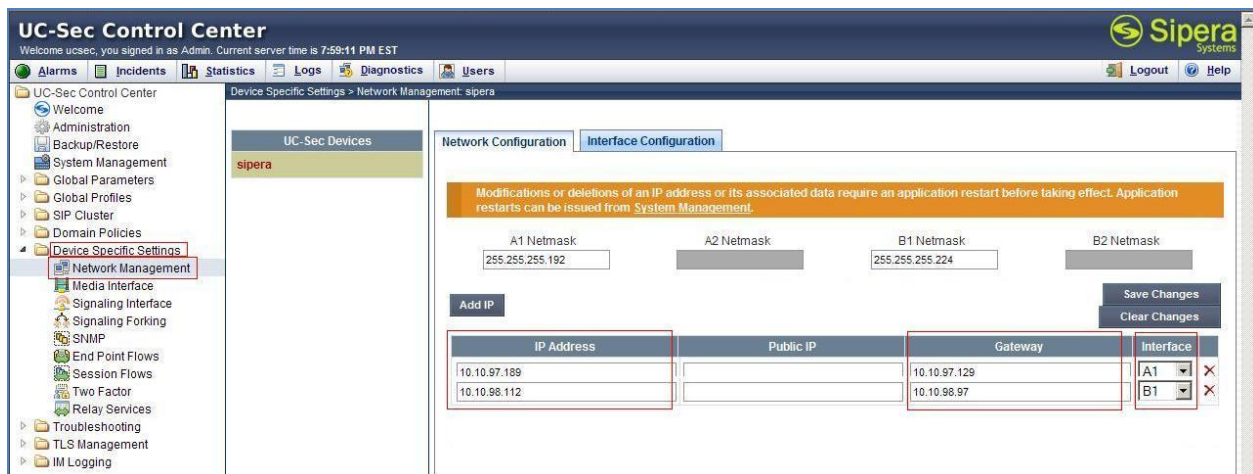 UC-Sec Control Center
Welcome ucsec, you signed in as Admin. Current server time is 7:59:11 PM EST
Sipera
Systems
Alarms Incidents Statistics Logs Diagnostics Users Logout Help
UC-Sec Control Center
Welcome
Administration
Backup/Restore
System Management
Global Parameters
Global Profiles
SIP Cluster
Domain Policies
Device Specific Settings
Network Management
Media Interface
Signaling Interface
Signaling Forking
SNMP
End Point Flows
Session Flows
Two Factor
Relay Services
Troubleshooting
TLS Management
IM Logging
Device Specific Settings > Network Management: sipera
UC-Sec Devices
sipera
Network Configuration Interface Configuration
Modifications or deletions of an IP address or its associated data require an application restart before taking effect. Application
restarts can be issued from System Management.
A1 Netmask A2 Netmask B1 Netmask B2 Netmask
255.255.255.192 255.255.255.224
Add IP
Save Changes
Clear Changes
IP Address Public IP Gateway Interface
10.10.97.189 10.10.97.129 A1
10.10.98.112 10.10.98.97 B1